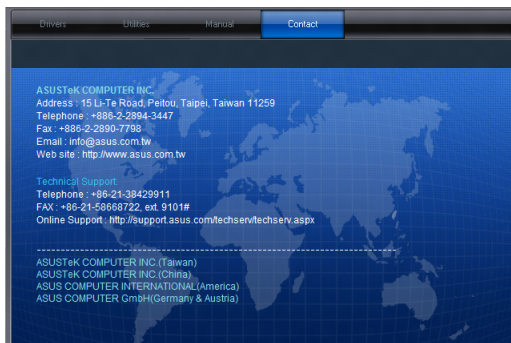 Drivers Utilities Manual Contact
ASUSTeK COMPUTER INC.
Address : 15 Li-Te Road, Peitou, Taipei, Taiwan 11259
Telephone : +886-2-2894-3447
Fax : +886-2-2890-7798
Email : info@asus.com.tw
Web site : http://www.asus.com.tw
Technical Support:
Telephone : +86-21-38429911
FAX : +86-21-58668722, ext. 9101#
Online Support : http://support.asus.com/techserv/techserv.aspx
ASUSTeK COMPUTER INC.(Taiwan)
ASUSTeK COMPUTER INC.(China)
ASUS COMPUTER INTERNATIONAL(America)
ASUS COMPUTER GmbH(Germany & Austria)